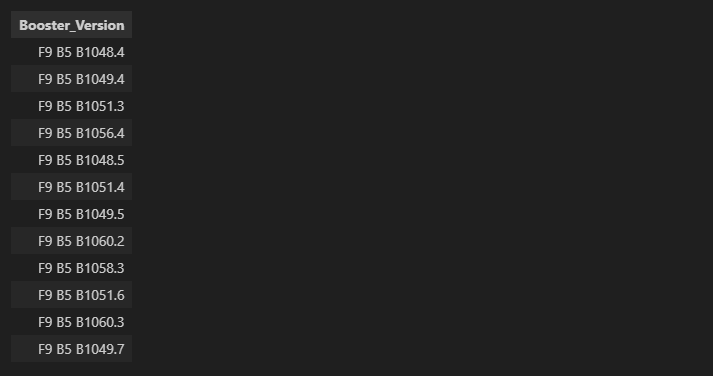 Booster_Version
F9 B5 B1048.4
F9 B5 B1049.4
F9 B5 B1051.3
F9 B5 B1056.4
F9 B5 B1048.5
F9 B5 B1051.4
F9 B5 B1049.5
F9 B5 B1060.2
F9 B5 B1058.3
F9 B5 B1051.6
F9 B5 B1060.3
F9 B5 B1049.7